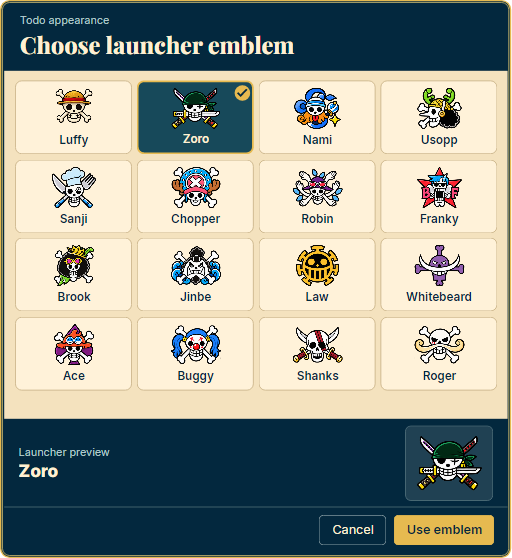 Todo appearance
Choose launcher emblem
Luffy
Zoro
Nami
Usopp
Sanji
Chopper
Robin
Franky
Brook
Jinbe
Law
Whitebeard
Ace
Buggy
Shanks
Roger
Launcher preview
Zoro
Cancel
Use emblem